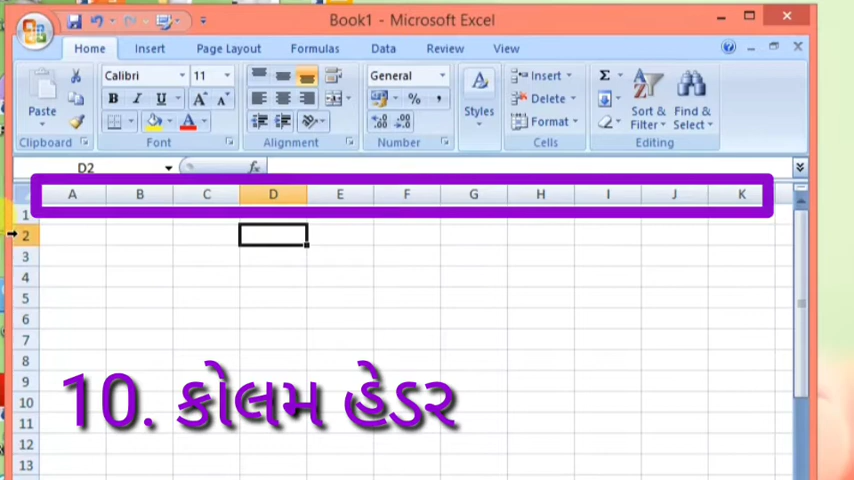 Book1 - Microsoft Excel
Home Insert Page Layout Formulas Data Review View
Calibri 11 General Insert Σ
Paste B I U A A % , Styles Delete Sort & Find &
A Format Filter Select
Clipboard Font Alignment Number Cells Editing
D2 fx
A B C D E F G H I J K
1
2
3
4
5
6
7
8
9
10
11
12
13
10. કોલમ હેડર